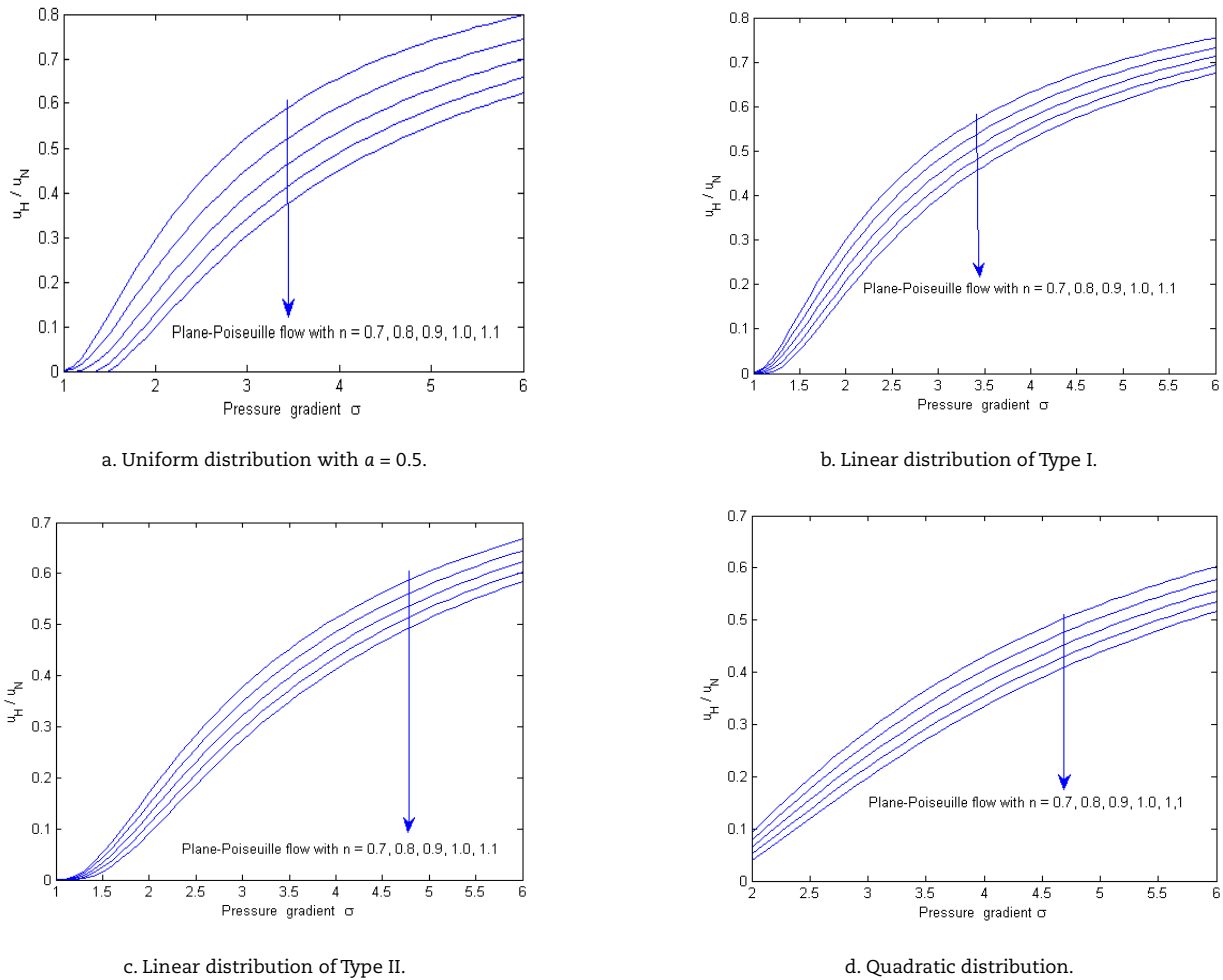 0.8
0.7
0.6
0.5
0.4
0.3
0.2
0.1
0
u_H / u_N
Plane-Poiseuille flow with n = 0.7, 0.8, 0.9, 1.0, 1.1
1 2 3 4 5 6
Pressure gradient σ
a. Uniform distribution with a = 0.5.
0.8
0.7
0.6
0.5
0.4
0.3
0.2
0.1
0
u_H / u_N
Plane-Poiseuille flow with n = 0.7, 0.8, 0.9, 1.0, 1.1
1 1.5 2 2.5 3 3.5 4 4.5 5 5.5 6
Pressure gradient σ
b. Linear distribution of Type I.
0.7
0.6
0.5
0.4
0.3
0.2
0.1
0
u_H / u_N
Plane-Poiseuille flow with n = 0.7, 0.8, 0.9, 1.0, 1.1
1 1.5 2 2.5 3 3.5 4 4.5 5 5.5 6
Pressure gradient σ
c. Linear distribution of Type II.
0.7
0.6
0.5
0.4
0.3
0.2
0.1
0
u_H / u_N
Plane-Poiseuille flow with n = 0.7, 0.8, 0.9, 1.0, 1,1
2 2.5 3 3.5 4 4.5 5 5.5 6
Pressure gradient σ
d. Quadratic distribution.